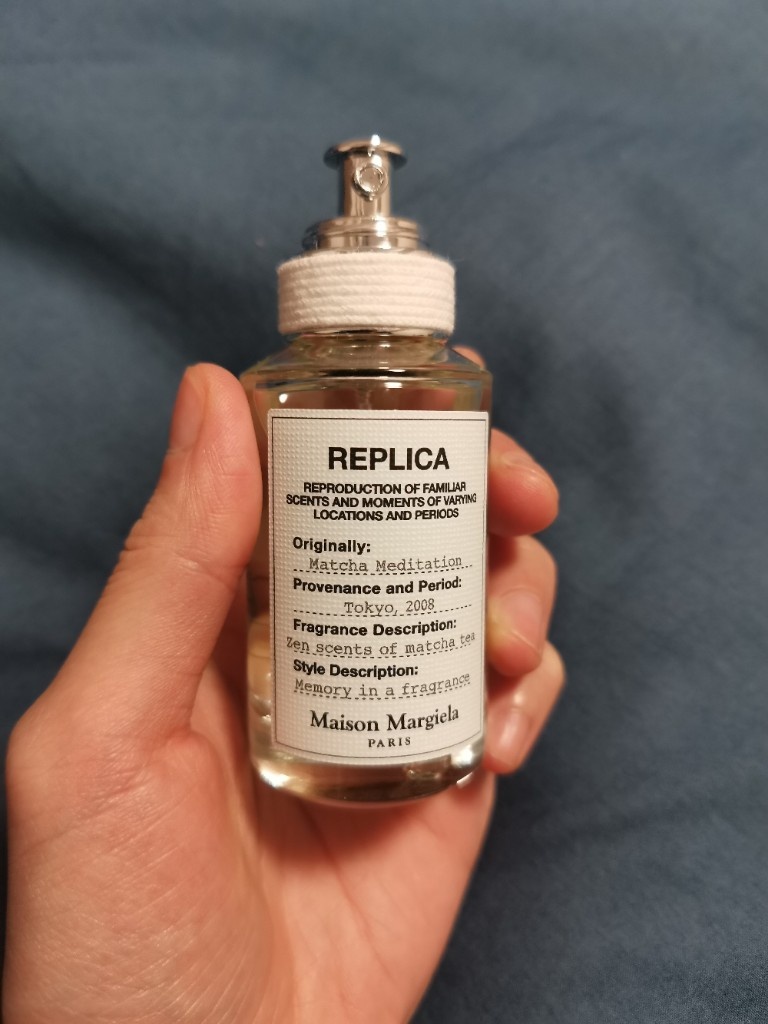 REPLICA
REPRODUCTION OF FAMILIAR
SCENTS AND MOMENTS OF VARYING
LOCATIONS AND PERIODS
Originally:
Matcha Meditation
Provenance and Period:
Tokyo, 2008
Fragrance Description:
Zen scents of matcha tea
Style Description:
Memory in a fragrance
Maison Margiela
PARIS